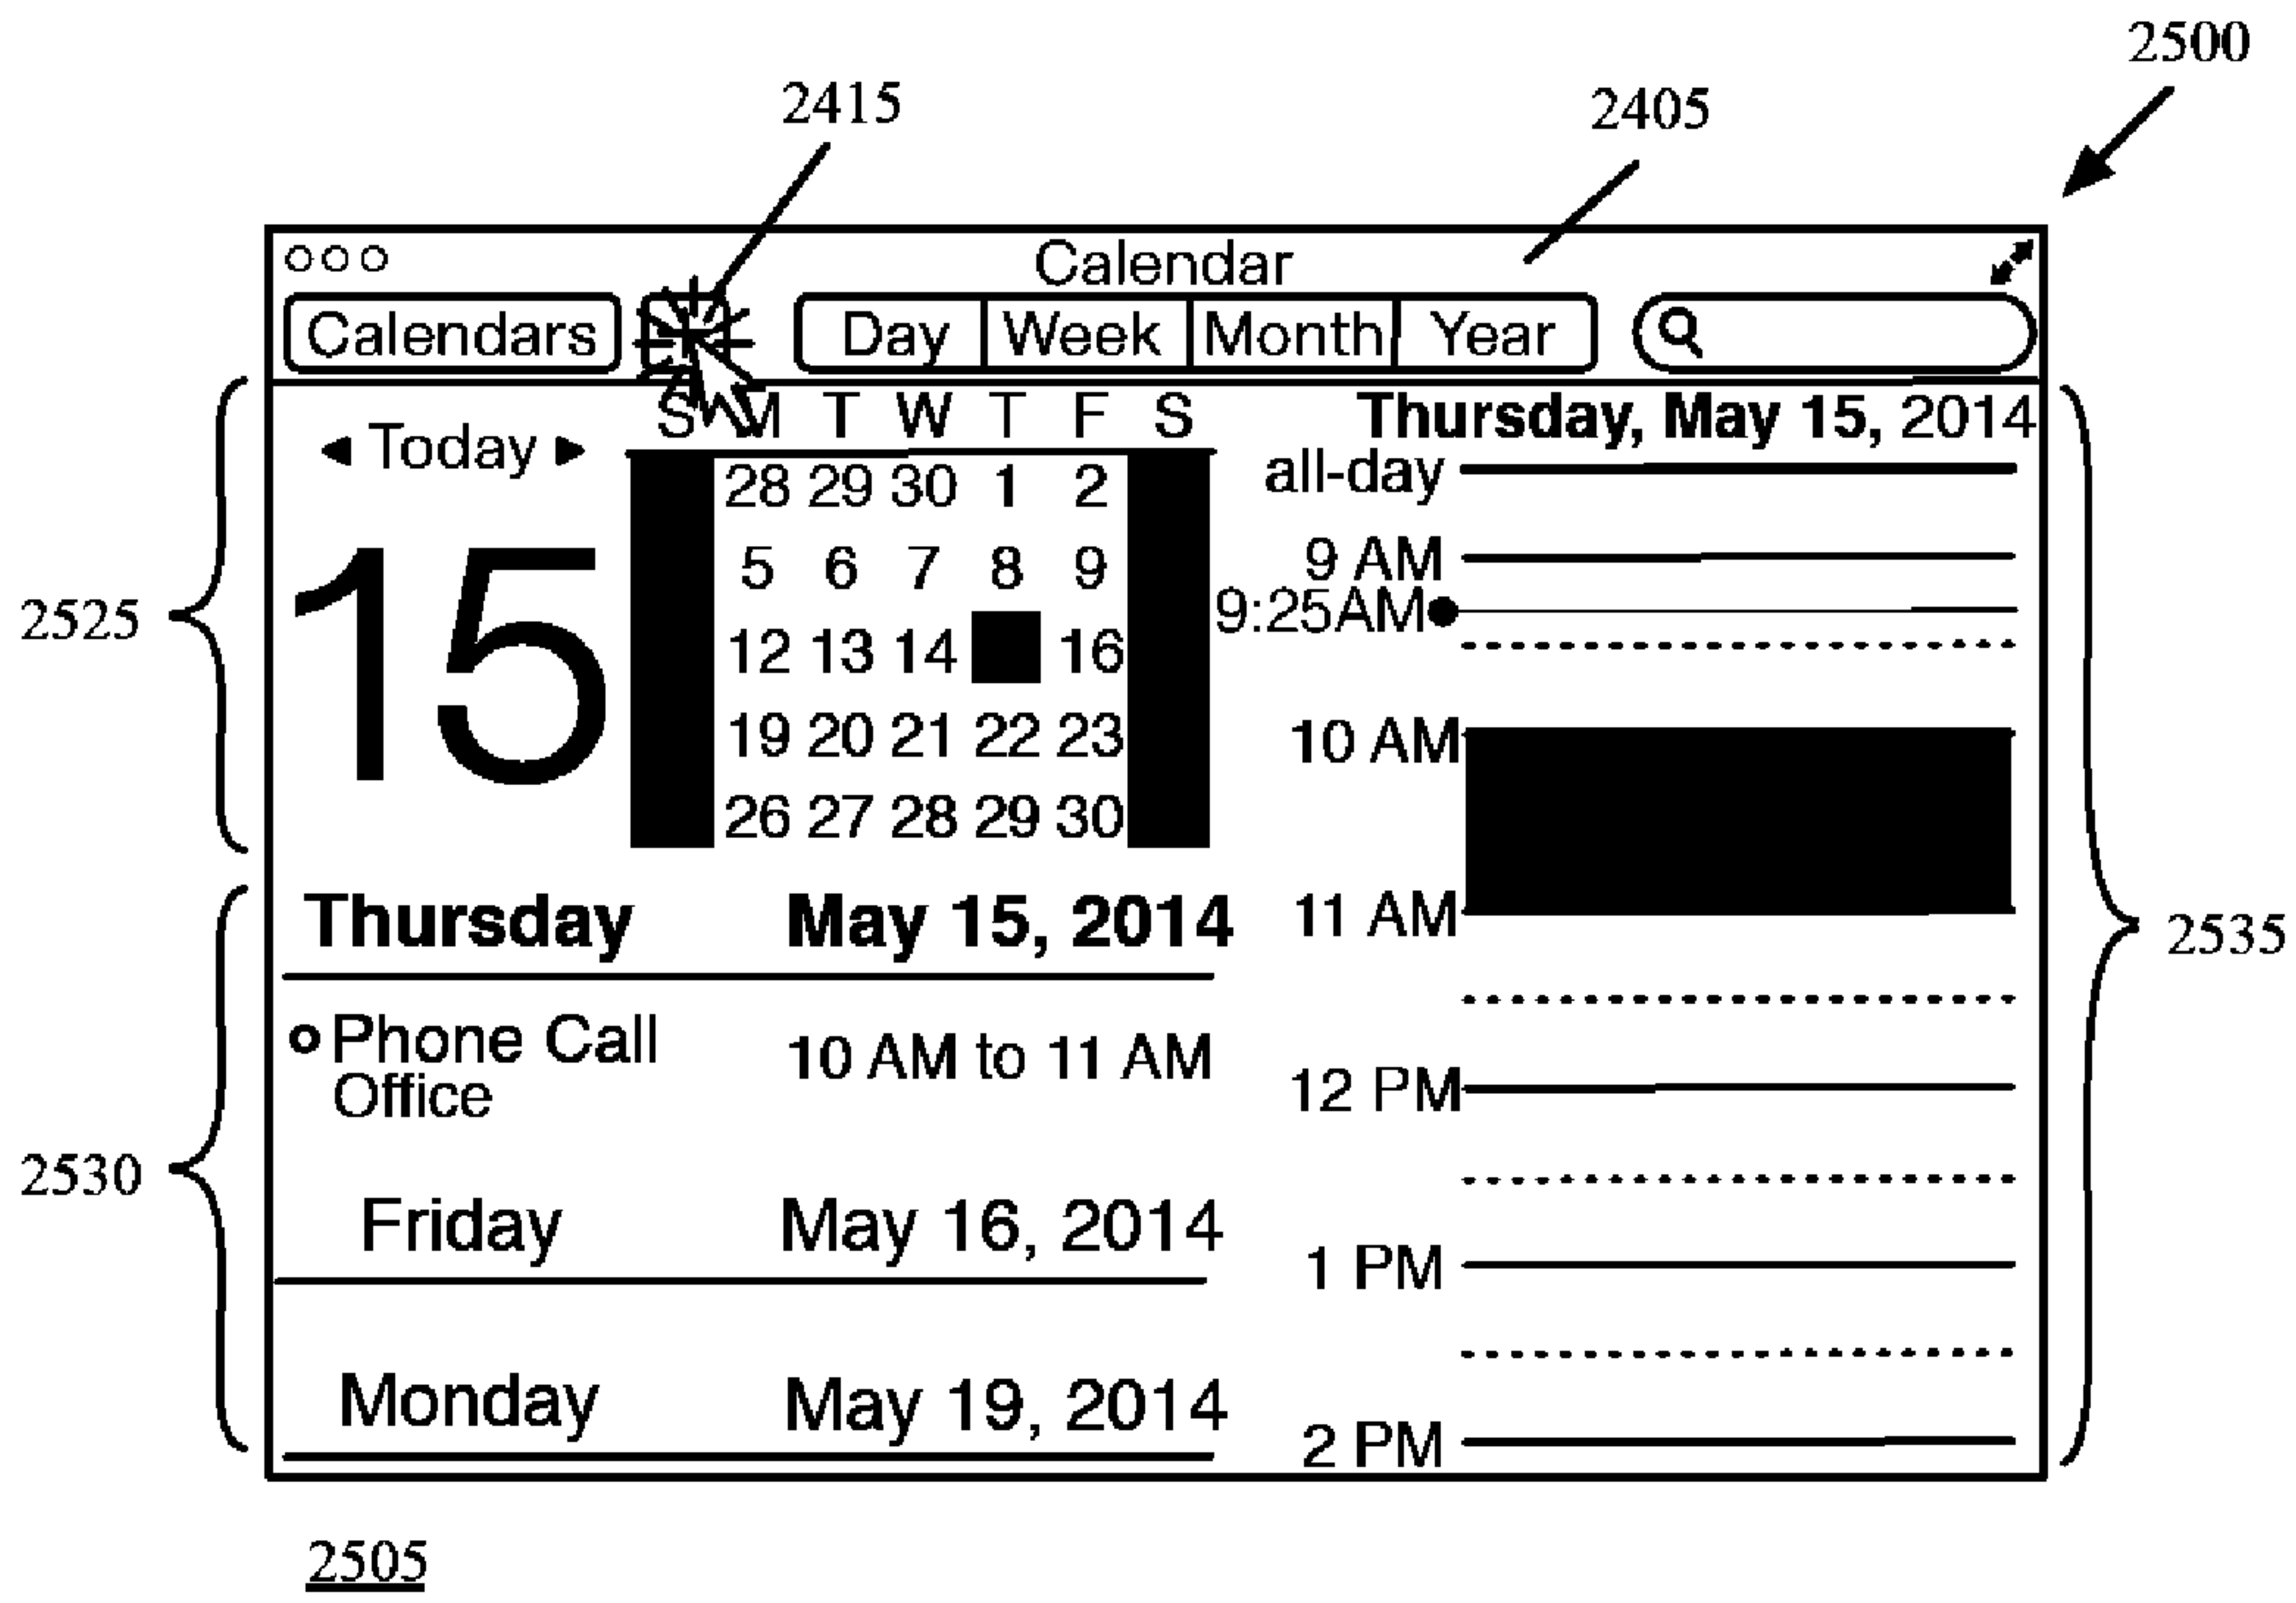 2500
2415
2405
Calendar
Calendars
Day Week Month Year
S M T W T F S
Today
15
28 29 30 1 2
5 6 7 8 9
12 13 14 16
19 20 21 22 23
26 27 28 29 30
Thursday, May 15, 2014
all-day
9 AM
9:25AM
10 AM
11 AM
12 PM
1 PM
2 PM
2525
2535
Thursday May 15, 2014
Phone Call
Office
10 AM to 11 AM
2530
Friday May 16, 2014
Monday May 19, 2014
2505